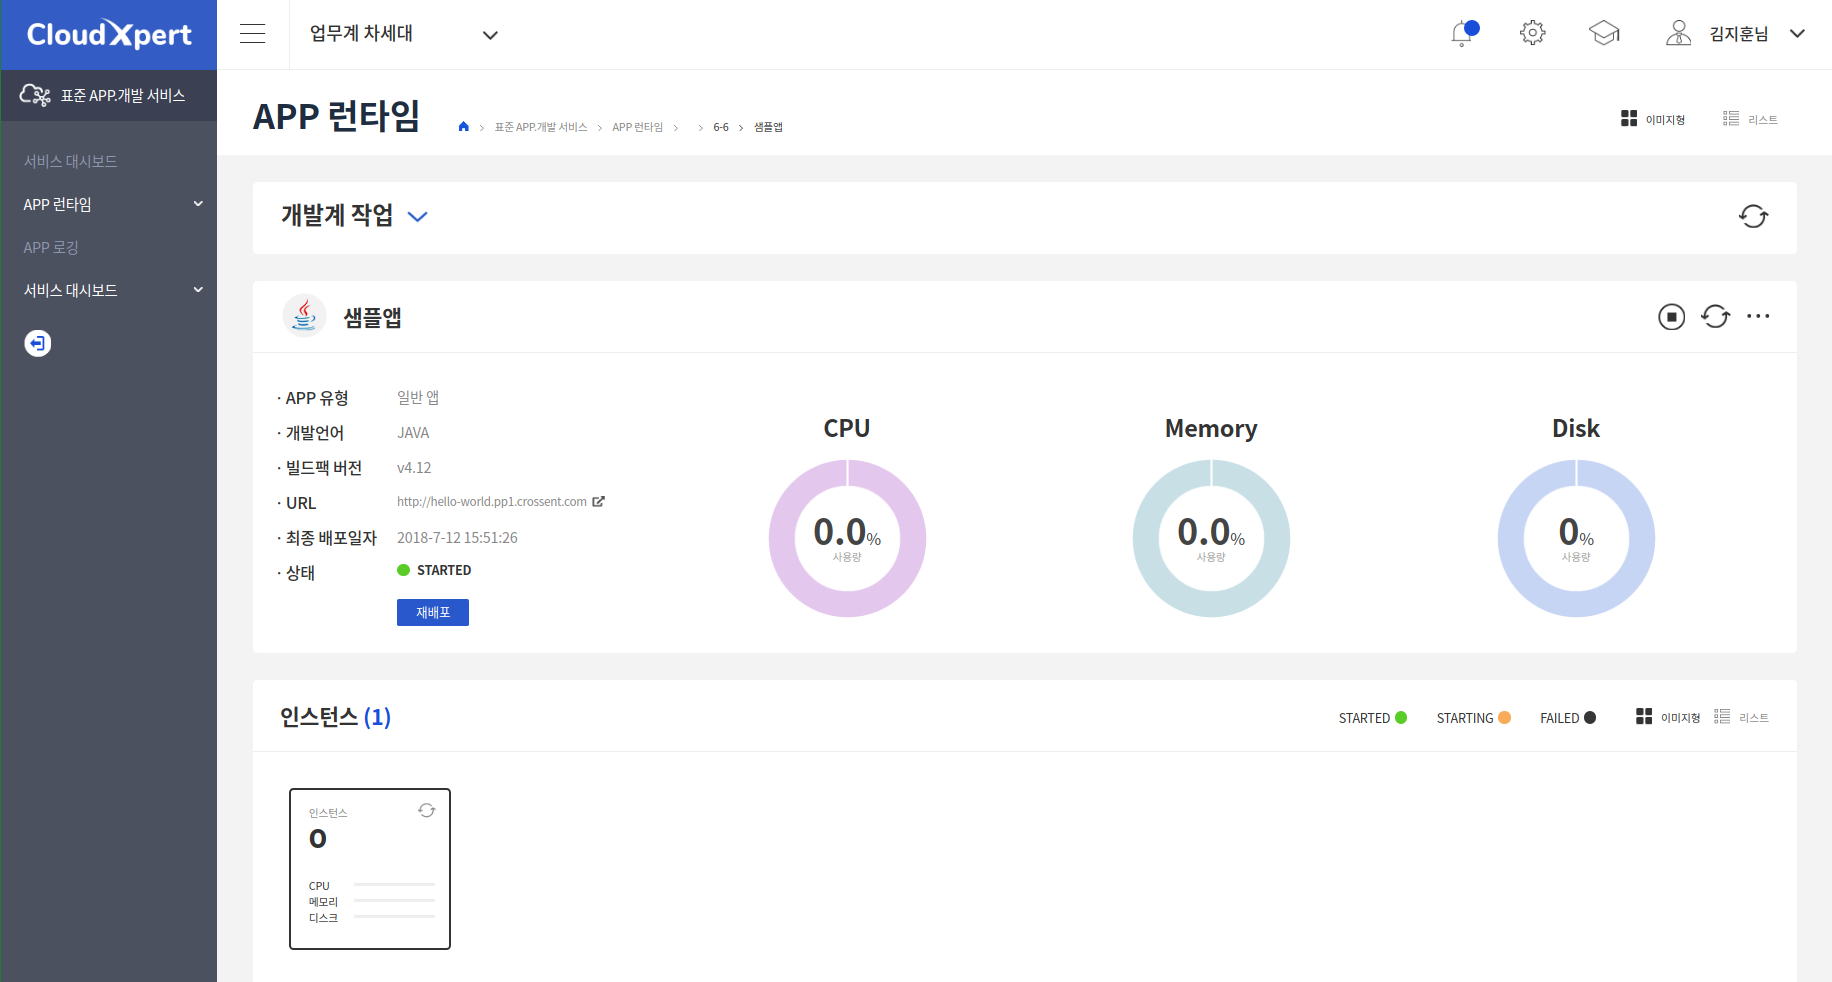 CloudXpert
업무계 차세대
김지훈님
표준 APP.개발 서비스
서비스 대시보드
APP 런타임
APP 로깅
서비스 대시보드
APP 런타임
표준 APP.개발 서비스 > APP 런타임 > > 6-6 > 샘플앱
이미지형 리스트
개발계 작업
샘플앱
· APP 유형 일반 앱
· 개발언어 JAVA
· 빌드팩 버전 v4.12
· URL http://hello-world.pp1.crossent.com
· 최종 배포일자 2018-7-12 15:51:26
· 상태 STARTED
재배포
CPU
0.0%
사용량
Memory
0.0%
사용량
Disk
0%
사용량
인스턴스 (1)
STARTED STARTING FAILED 이미지형 리스트
인스턴스
0
CPU
메모리
디스크